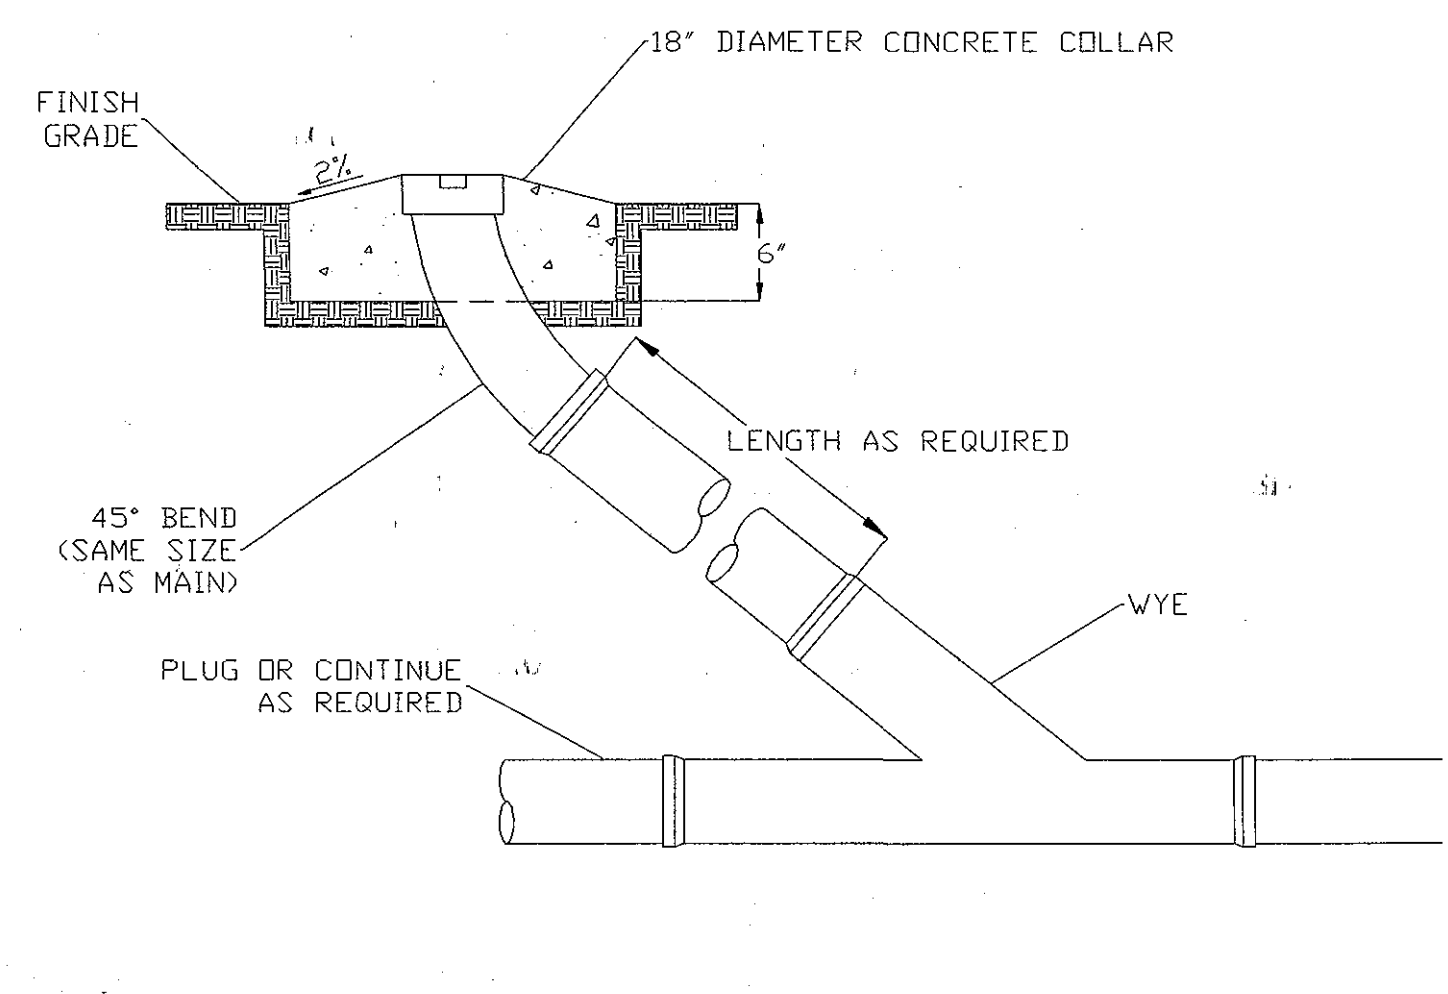 18" DIAMETER CONCRETE COLLAR
FINISH
GRADE
2%
6"
LENGTH AS REQUIRED
45° BEND
(SAME SIZE
AS MAIN)
WYE
PLUG OR CONTINUE
AS REQUIRED